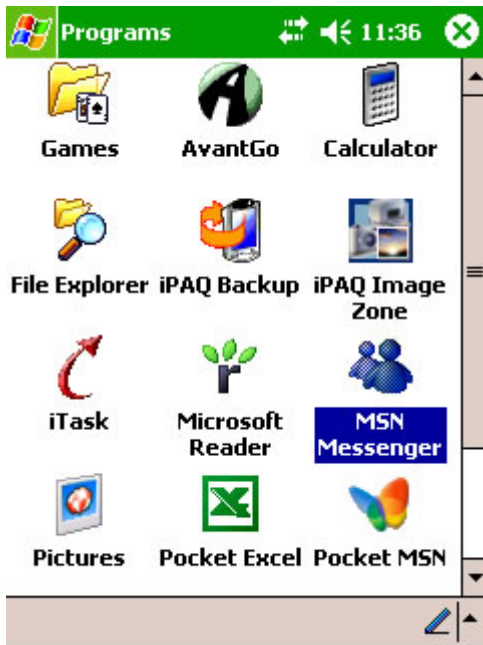 Programs 11:36
Games AvantGo Calculator
File Explorer iPAQ Backup iPAQ Image
Zone
iTask Microsoft MSN
Reader Messenger
Pictures Pocket Excel Pocket MSN